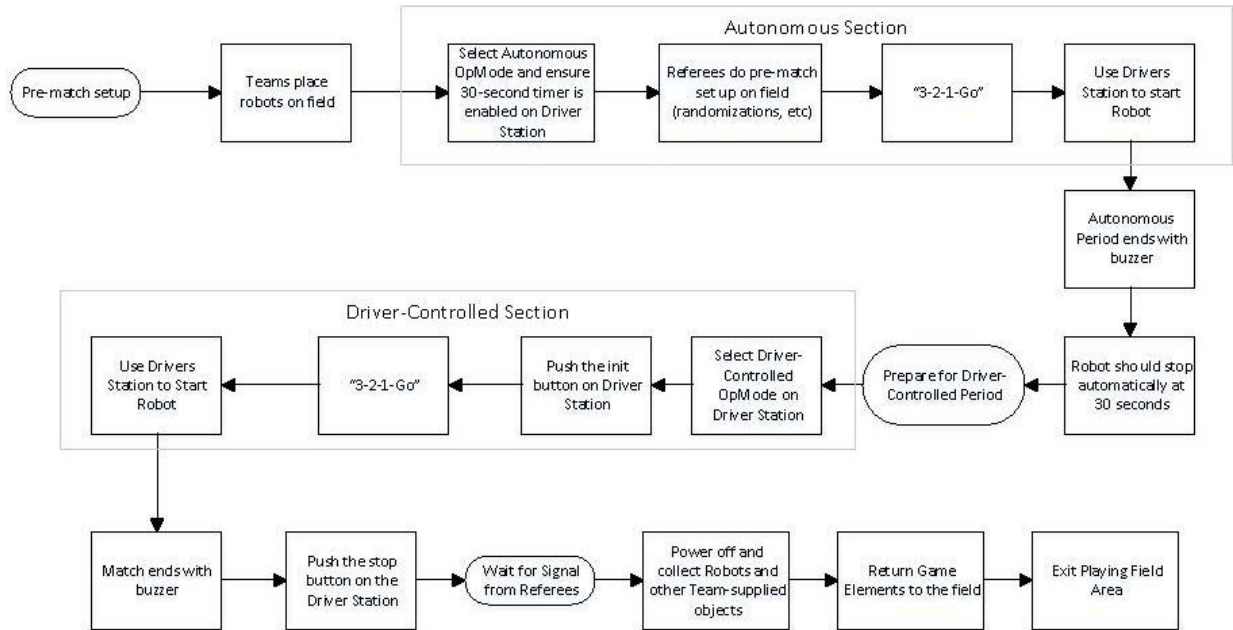 Autonomous Section
Pre-match setup
Teams place
robots on field
Select Autonomous
OpMode and ensure
30-second timer is
enabled on Driver
Station
Referees do pre-match
set up on field
(randomizations, etc)
“3-2-1-Go”
Use Drivers
Station to start
Robot
Autonomous
Period ends with
buzzer
Robot should stop
automatically at
30 seconds
Prepare for Driver-
Controlled Period
Driver-Controlled Section
Select Driver-
Controlled
OpMode on
Driver Station
Push the init
button on Driver
Station
“3-2-1-Go”
Use Drivers
Station to Start
Robot
Match ends with
buzzer
Push the stop
button on the
Driver Station
Wait for Signal
from Referees
Power off and
collect Robots and
other Team-supplied
objects
Return Game
Elements to the field
Exit Playing Field
Area